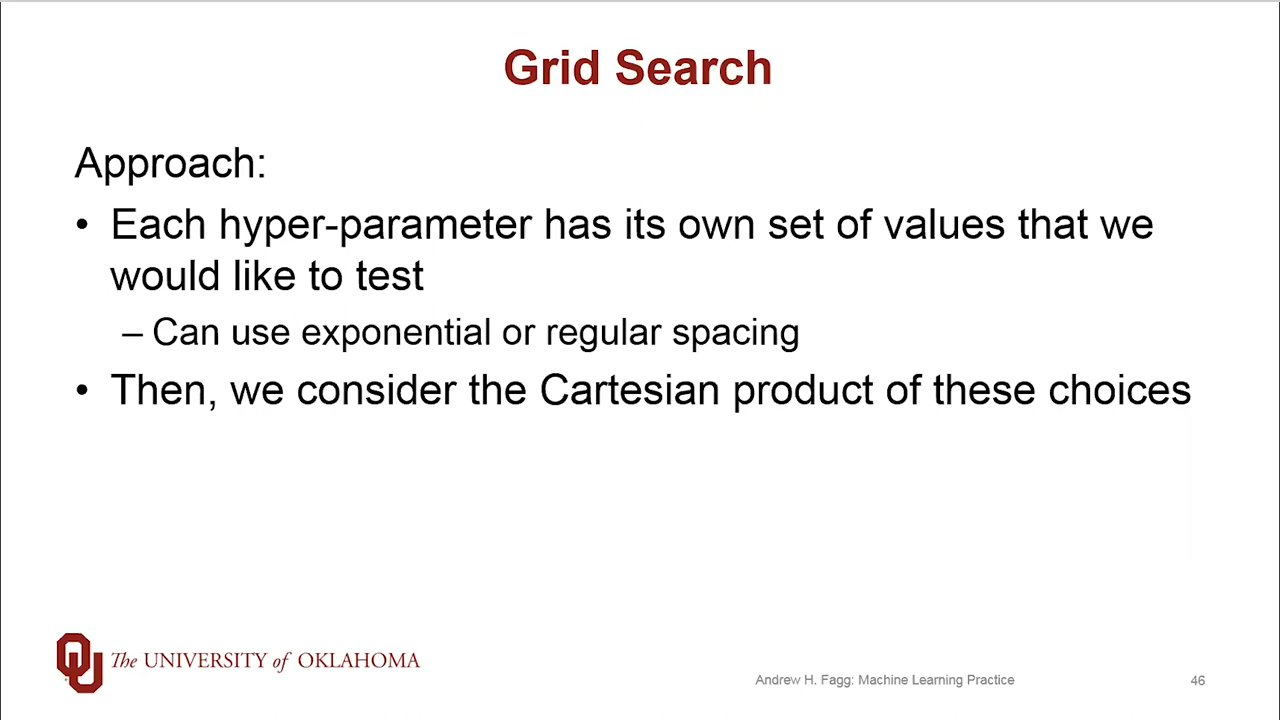 Grid Search
Approach:
• Each hyper-parameter has its own set of values that we
would like to test
– Can use exponential or regular spacing
• Then, we consider the Cartesian product of these choices
The UNIVERSITY of OKLAHOMA
Andrew H. Fagg: Machine Learning Practice
46